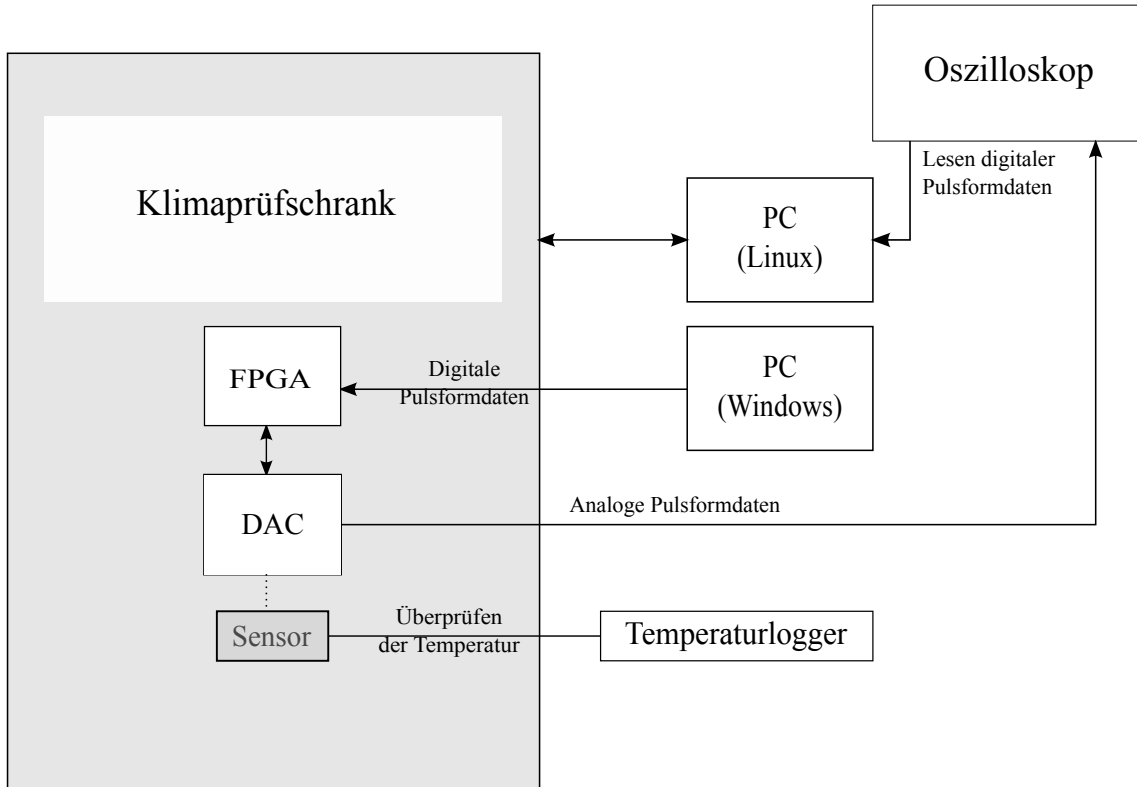 Oszilloskop
Lesen digitaler
Pulsformdaten
Klimaprüfschrank
PC
(Linux)
FPGA
Digitale
Pulsformdaten
PC
(Windows)
DAC
Analoge Pulsformdaten
Sensor
Überprüfen
der Temperatur
Temperaturlogger